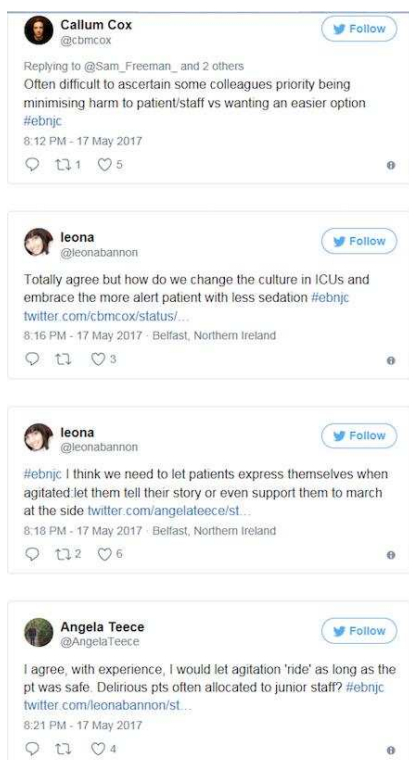 Callum Cox
Follow
@cbmcox
Replying to @Sam_Freeman_ and 2 others
Often difficult to ascertain some colleagues priority being
minimising harm to patient/staff vs wanting an easier option
#ebnjc
8:12 PM - 17 May 2017
1 5
leona
Follow
@leonabannon
Totally agree but how do we change the culture in ICUs and
embrace the more alert patient with less sedation #ebnjc
twitter.com/cbmcox/status/...
8:16 PM - 17 May 2017 · Belfast, Northern Ireland
3
leona
Follow
@leonabannon
#ebnjc I think we need to let patients express themselves when
agitated:let them tell their story or even support them to march
at the side twitter.com/angelateece/st...
8:18 PM - 17 May 2017 · Belfast, Northern Ireland
2 6
Angela Teece
Follow
@AngelaTeece
I agree, with experience, I would let agitation 'ride' as long as the
pt was safe. Delirious pts often allocated to junior staff? #ebnjc
twitter.com/leonabannon/st...
8:21 PM - 17 May 2017
4